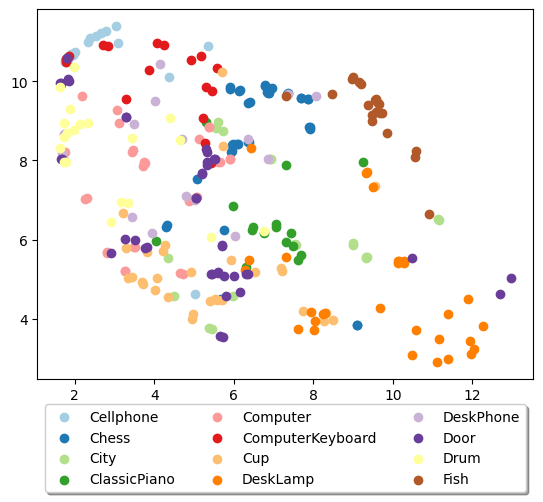 10
8
6
4
2 4 6 8 10 12
Cellphone Computer DeskPhone
Chess ComputerKeyboard Door
City Cup Drum
ClassicPiano DeskLamp Fish